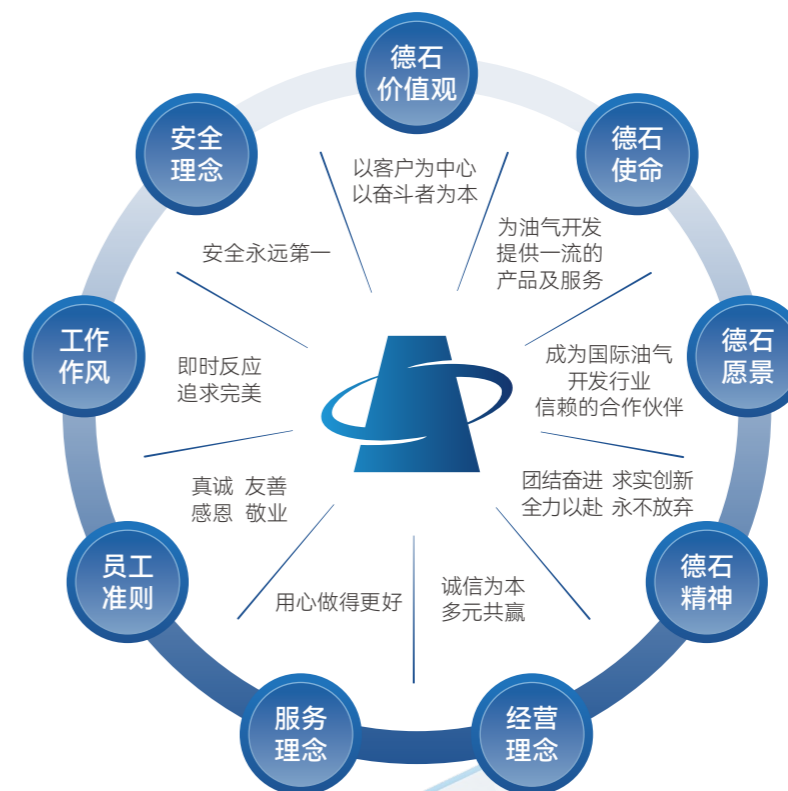 德石
价值观
以客户为中心
以奋斗者为本
德石
使命
为油气开发
提供一流的
产品及服务
德石
愿景
成为国际油气
开发行业
信赖的合作伙伴
德石
精神
团结奋进 求实创新
全力以赴 永不放弃
经营
理念
诚信为本
多元共赢
服务
理念
用心做得更好
员工
准则
真诚 友善
感恩 敬业
工作
作风
即时反应
追求完美
安全
理念
安全永远第一